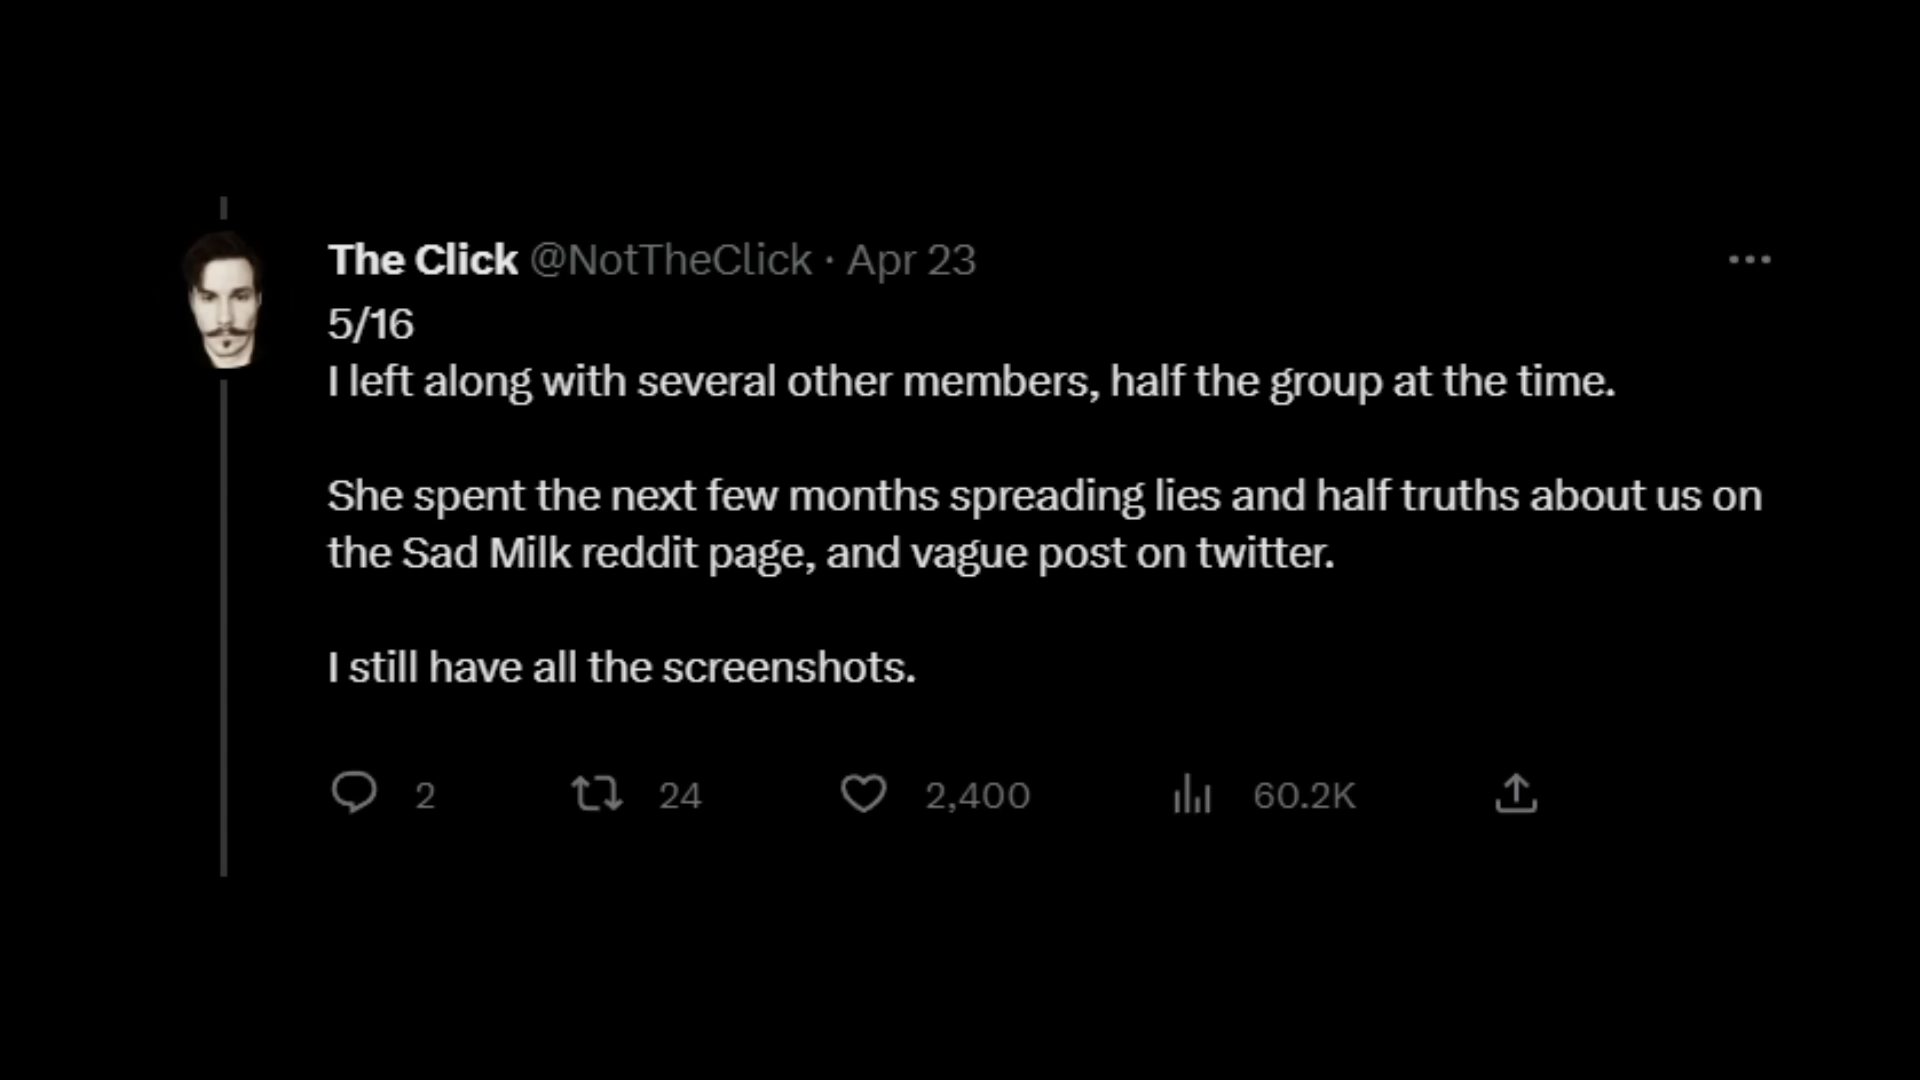 The Click @NotTheClick · Apr 23
5/16
I left along with several other members, half the group at the time.
She spent the next few months spreading lies and half truths about us on
the Sad Milk reddit page, and vague post on twitter.
I still have all the screenshots.
2 24 2,400 60.2K